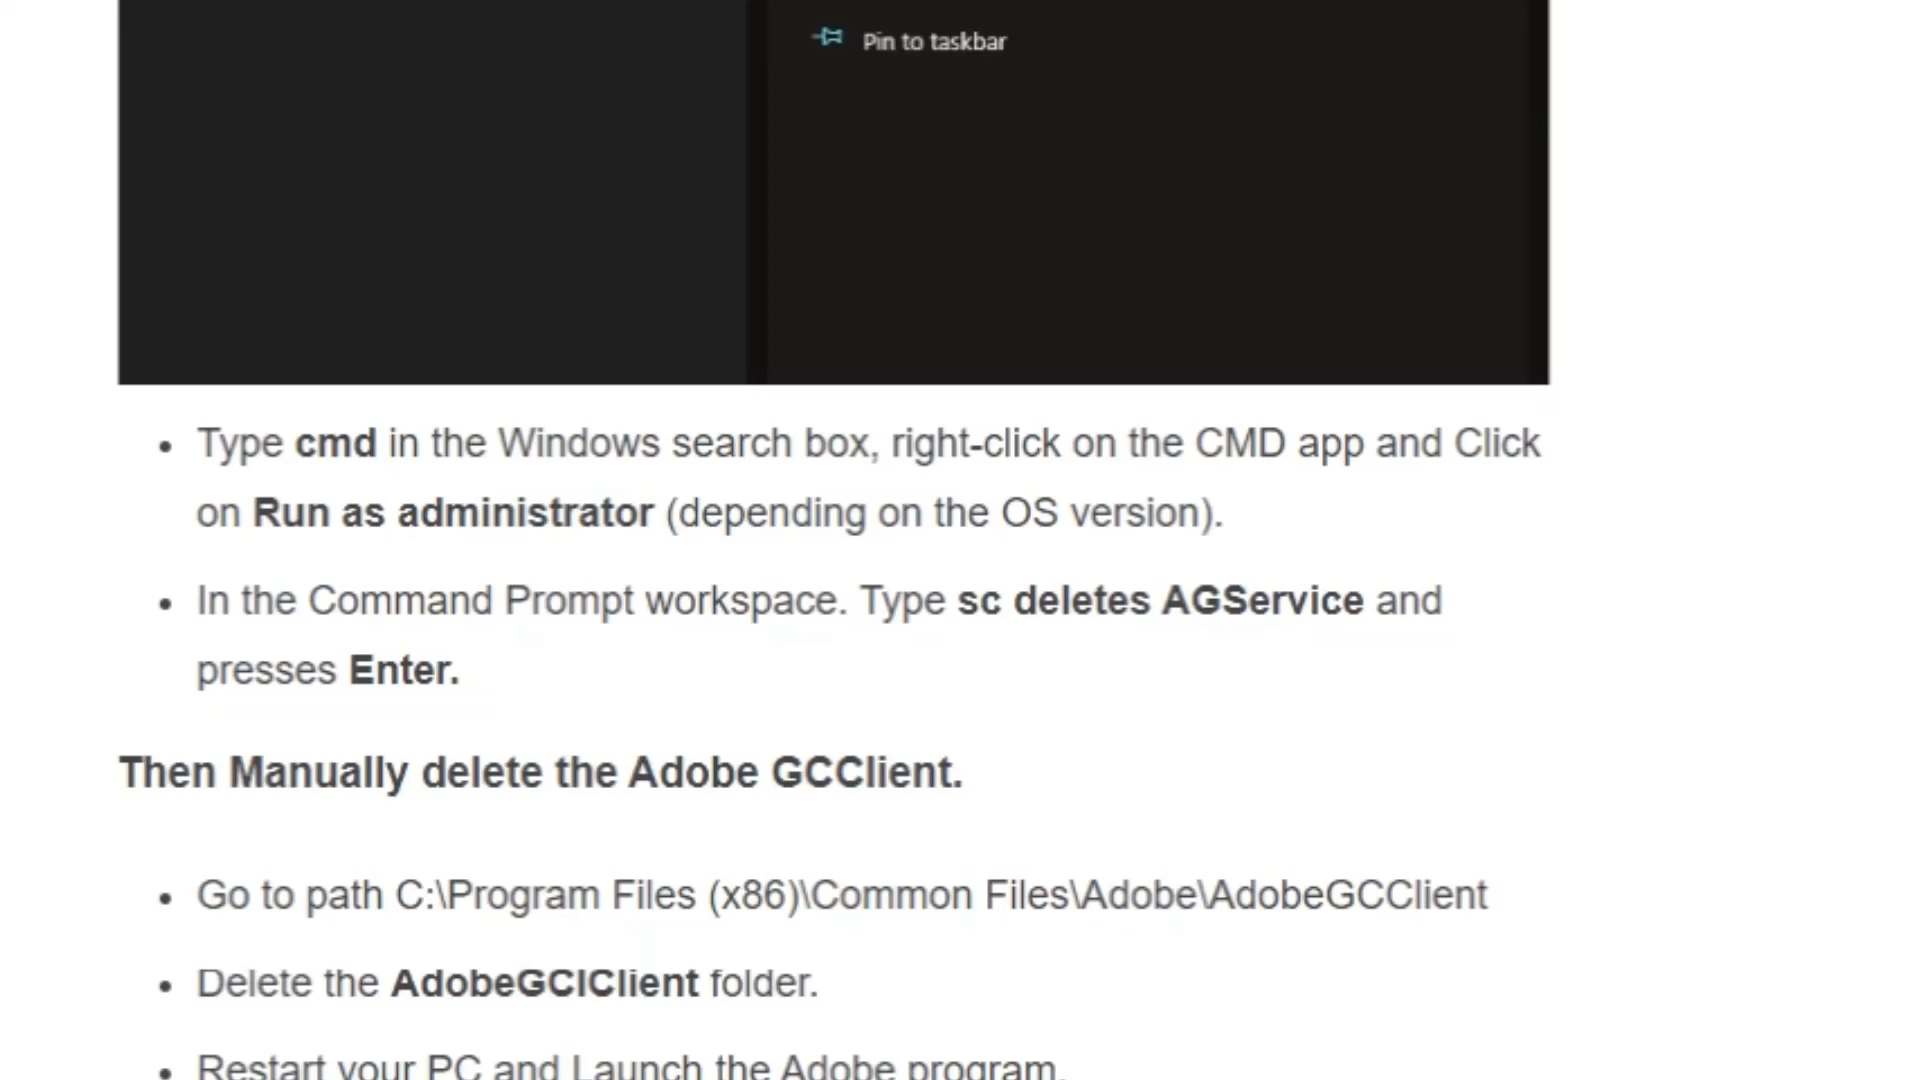 Pin to taskbar
• Type cmd in the Windows search box, right-click on the CMD app and Click
on Run as administrator (depending on the OS version).
• In the Command Prompt workspace. Type sc deletes AGService and
presses Enter.
Then Manually delete the Adobe GCClient.
• Go to path C:\Program Files (x86)\Common Files\Adobe\AdobeGCClient
• Delete the AdobeGCIClient folder.
• Restart your PC and Launch the Adobe program.